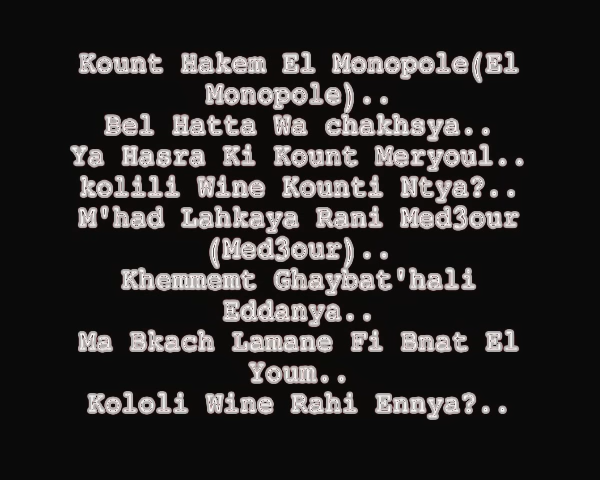 Kount Hakem El Monopole(El
Monopole)..
Bel Hatta Wa chakhsya..
Ya Hasra Ki Kount Meryoul..
kolili Wine Kounti Ntya?..
M'had Lahkaya Rani Med3our
(Med3our)..
Khemmemt Ghaybat'hali
Eddanya..
Ma Bkach Lamane Fi Bnat El
Youm..
Kololi Wine Rahi Ennya?..